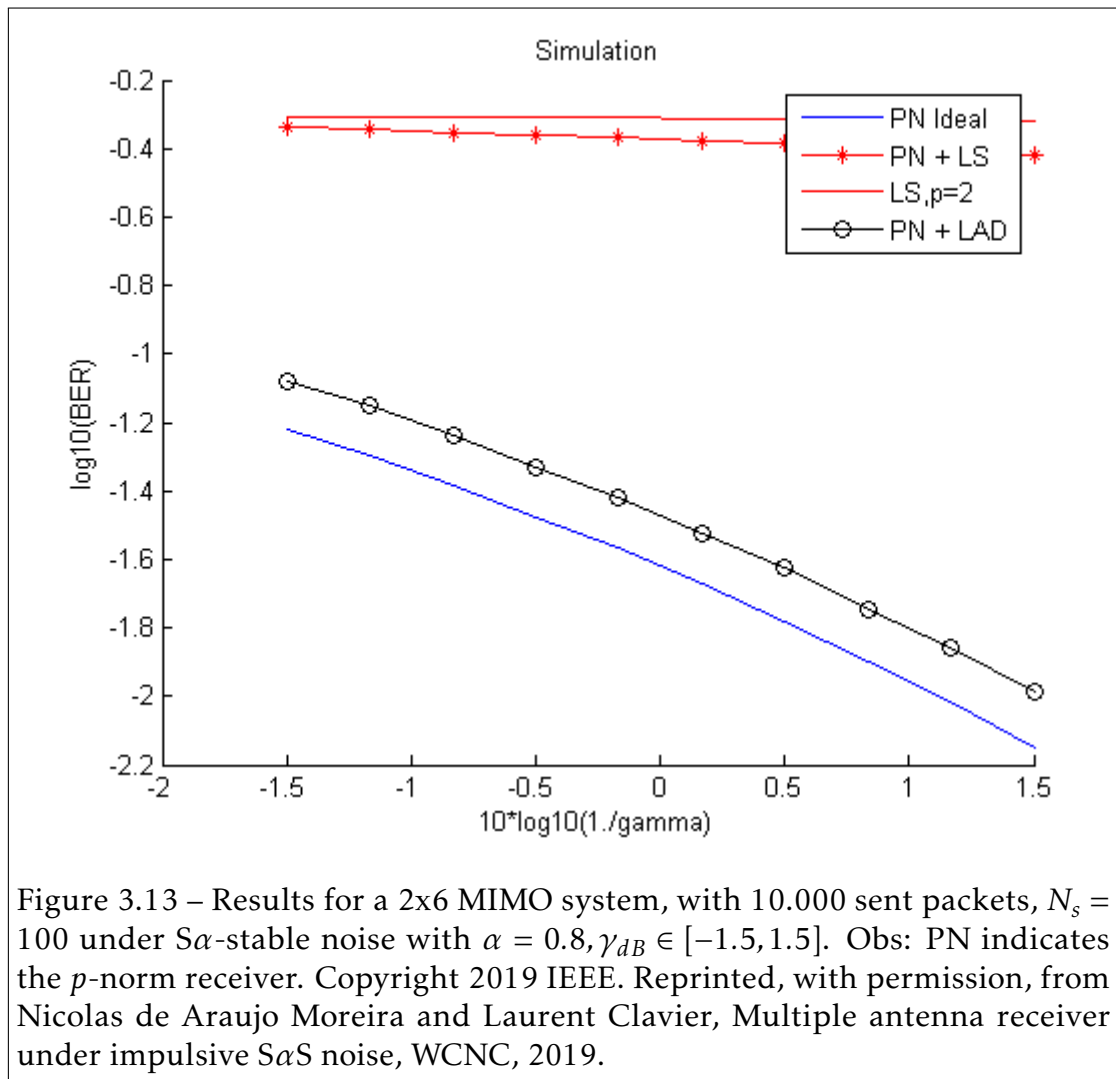 Simulation
-0.2
-0.4
-0.6
-0.8
-1
-1.2
-1.4
-1.6
-1.8
-2
-2.2
log10(BER)
PN Ideal
PN + LS
LS,p=2
PN + LAD
-2
-1.5
-1
-0.5
0
0.5
1
1.5
10*log10(1./gamma)
Figure 3.13 – Results for a 2x6 MIMO system, with 10.000 sent packets, Nₛ =
100 under Sα-stable noise with α = 0.8, γ_dB ∈ [−1.5, 1.5]. Obs: PN indicates
the p-norm receiver. Copyright 2019 IEEE. Reprinted, with permission, from
Nicolas de Araujo Moreira and Laurent Clavier, Multiple antenna receiver
under impulsive SαS noise, WCNC, 2019.